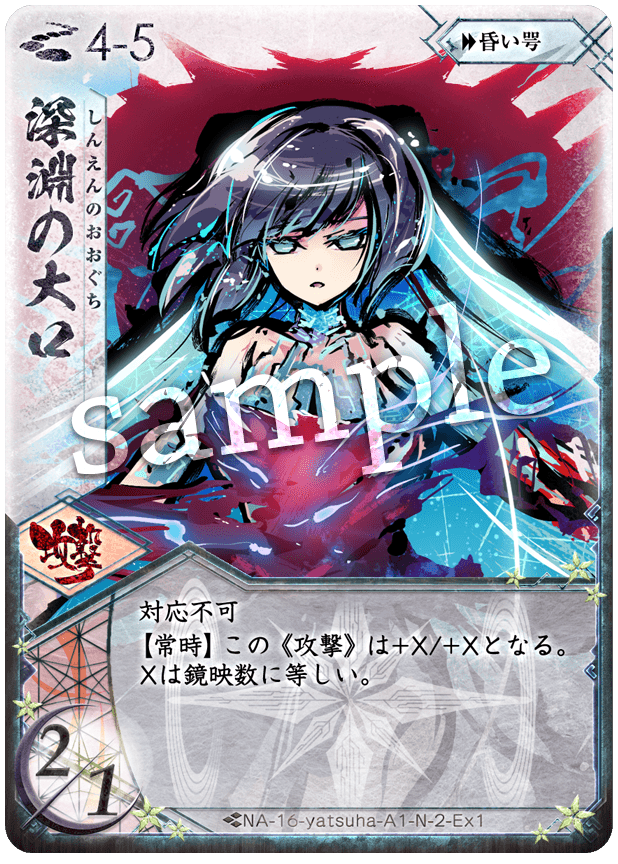 4-5
▶▶昏い咢
深淵の大口
しんえんのおおぐち
sample
攻撃
対応不可
【常時】この《攻撃》は+X/+Xとなる。
Xは鏡映数に等しい。
2/1
NA-16-yatsuha-A1-N-2-Ex1